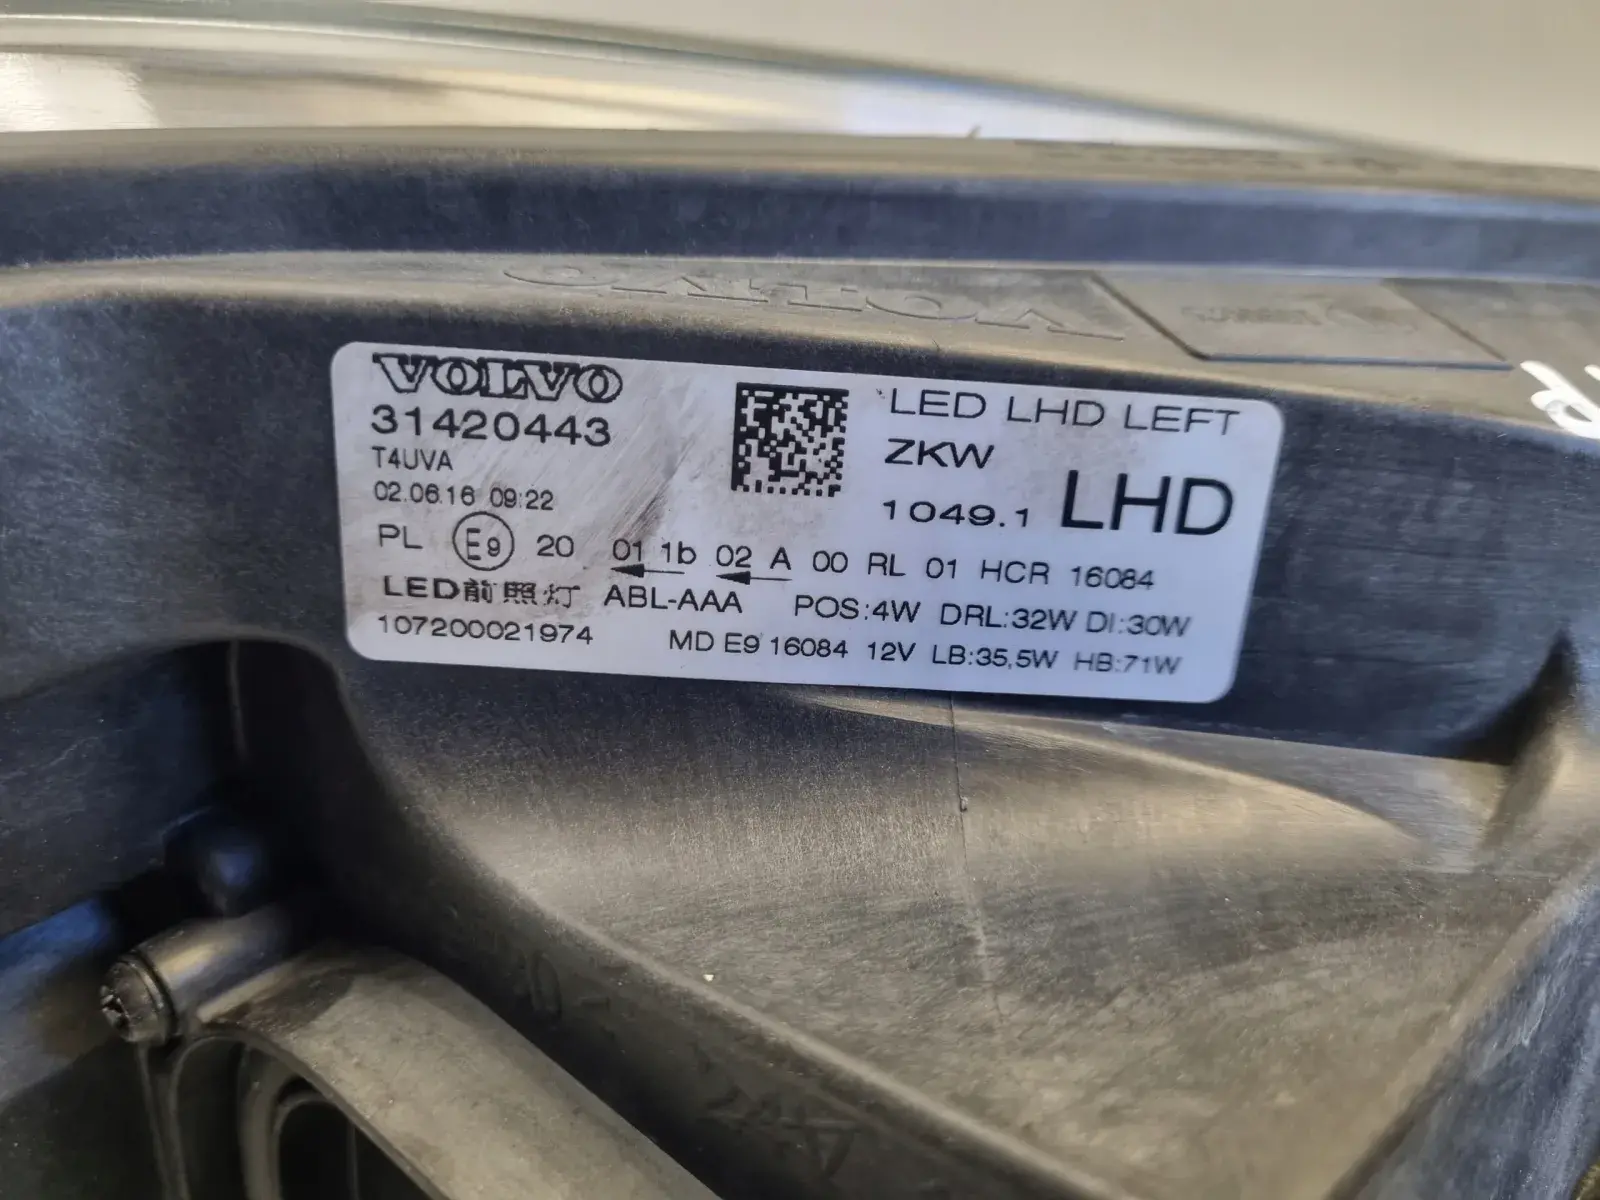 VOLVO
VOLVO
31420443
T4UVA
02.06.16 09:22
PL E9 20 01 1b 02 A 00 RL 01 HCR 16084
LED前照灯 ABL-AAA POS:4W DRL:32W DI:30W
107200021974 MD E9 16084 12V LB:35,5W HB:71W
LED LHD LEFT
ZKW
1049.1 LHD